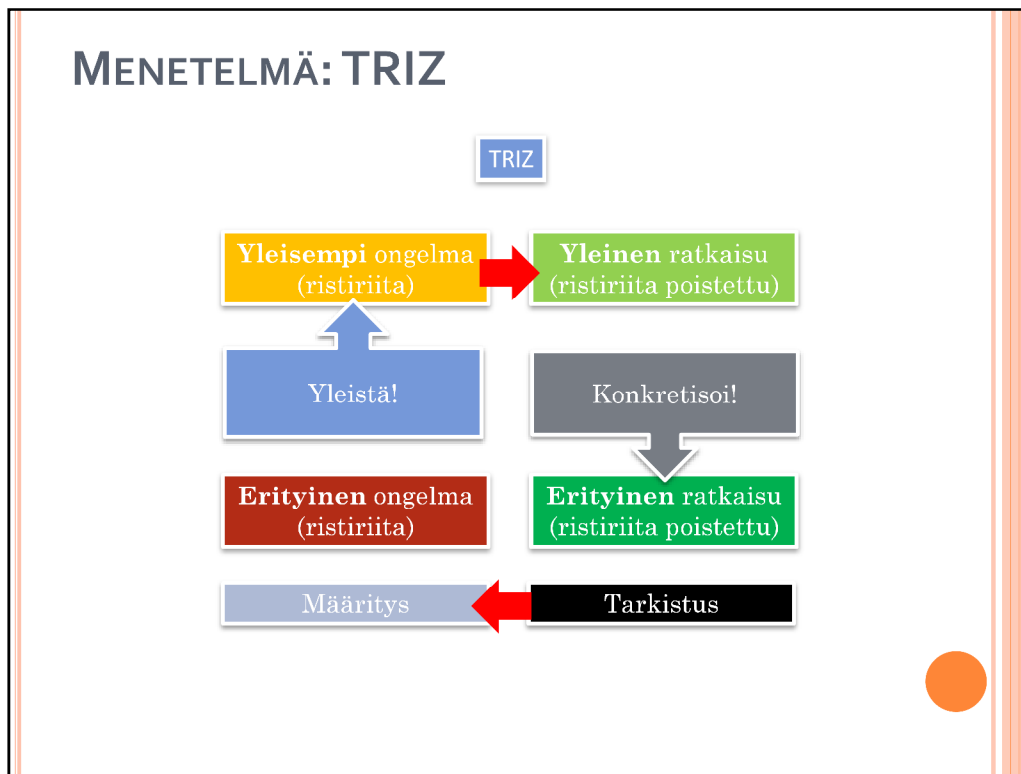 MENETELMÄ: TRIZ
TRIZ
Yleisempi ongelma
(ristiriita)
Yleinen ratkaisu
(ristiriita poistettu)
Yleistä!
Konkretisoi!
Erityinen ongelma
(ristiriita)
Erityinen ratkaisu
(ristiriita poistettu)
Määritys
Tarkistus